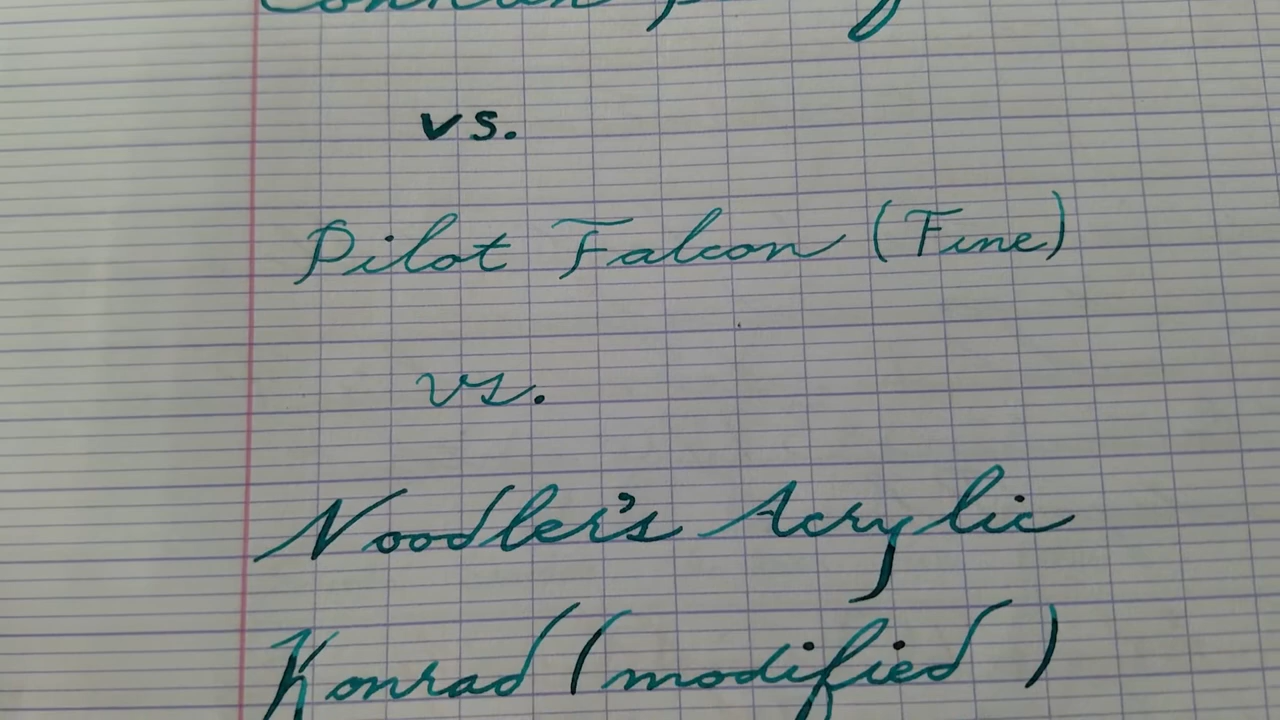 vs.
Pilot Falcon (Fine)
vs.
Noodler's Acrylic
Konrad (modified)